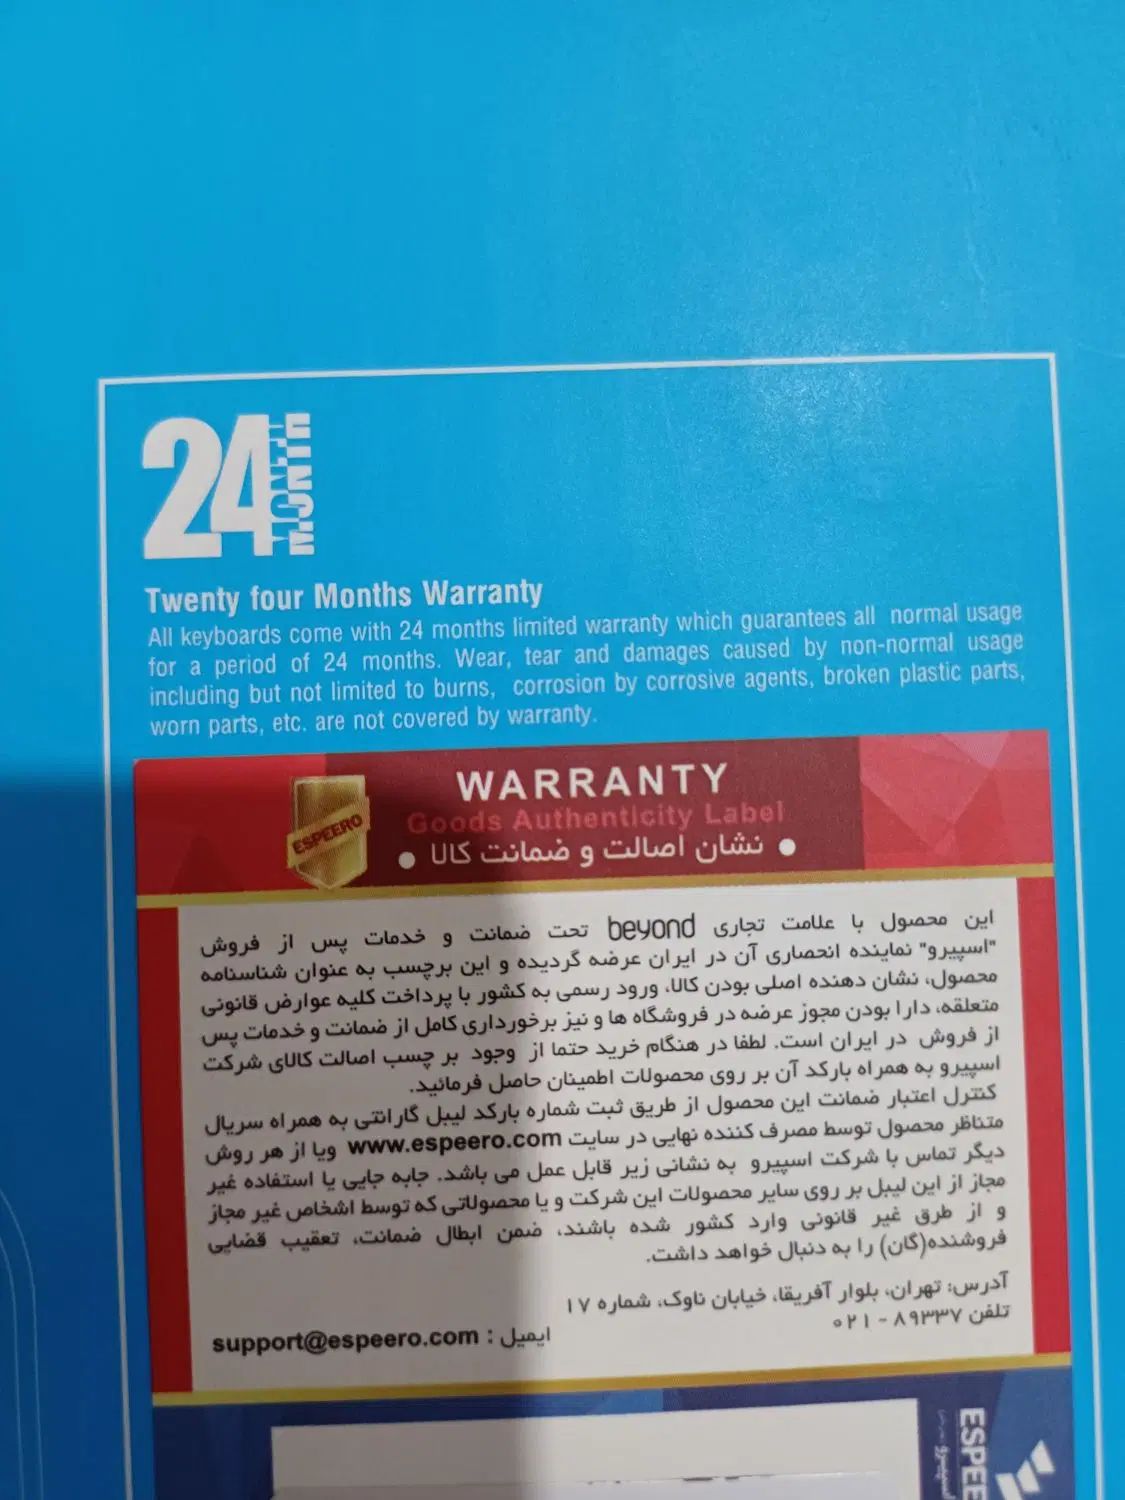 24 MONTH
Twenty four Months Warranty
All keyboards come with 24 months limited warranty which guarantees all normal usage
for a period of 24 months. Wear, tear and damages caused by non-normal usage
including but not limited to burns, corrosion by corrosive agents, broken plastic parts,
worn parts, etc. are not covered by warranty.
WARRANTY
Goods Authenticity Label
ESPEERO
• نشان اصالت و ضمانت کالا •
این محصول با علامت تجاری beyond تحت ضمانت و خدمات پس از فروش
"اسپیرو" نماینده انحصاری آن در ایران عرضه گردیده و این برچسب به عنوان شناسنامه
محصول، نشان دهنده اصلی بودن کالا، ورود رسمی به کشور با پرداخت کلیه عوارض قانونی
متعلقه، دارا بودن مجوز عرضه در فروشگاه ها و نیز برخورداری کامل از ضمانت و خدمات پس
از فروش در ایران است. لطفا در هنگام خرید حتما از وجود بر چسب اصالت کالای شرکت
اسپیرو به همراه بارکد آن بر روی محصولات اطمینان حاصل فرمائید.
کنترل اعتبار ضمانت این محصول از طریق ثبت شماره بارکد لیبل گارانتی به همراه سریال
متناظر محصول توسط مصرف کننده نهایی در سایت www.espeero.com ویا از هر روش
دیگر تماس با شرکت اسپیرو به نشانی زیر قابل عمل می باشد. جابه جایی یا استفاده غیر
مجاز از این لیبل بر روی سایر محصولات این شرکت و یا محصولاتی که توسط اشخاص غیر مجاز
و از طرق غیر قانونی وارد کشور شده باشند، ضمن ابطال ضمانت، تعقیب قضایی
فروشنده(گان) را به دنبال خواهد داشت.
آدرس: تهران، بلوار آفریقا، خیابان ناوک، شماره ۱۷
تلفن ۸۹۳۳۷ - ۰۲۱
ایمیل : support@espeero.com
ESPEE
اسپیرو